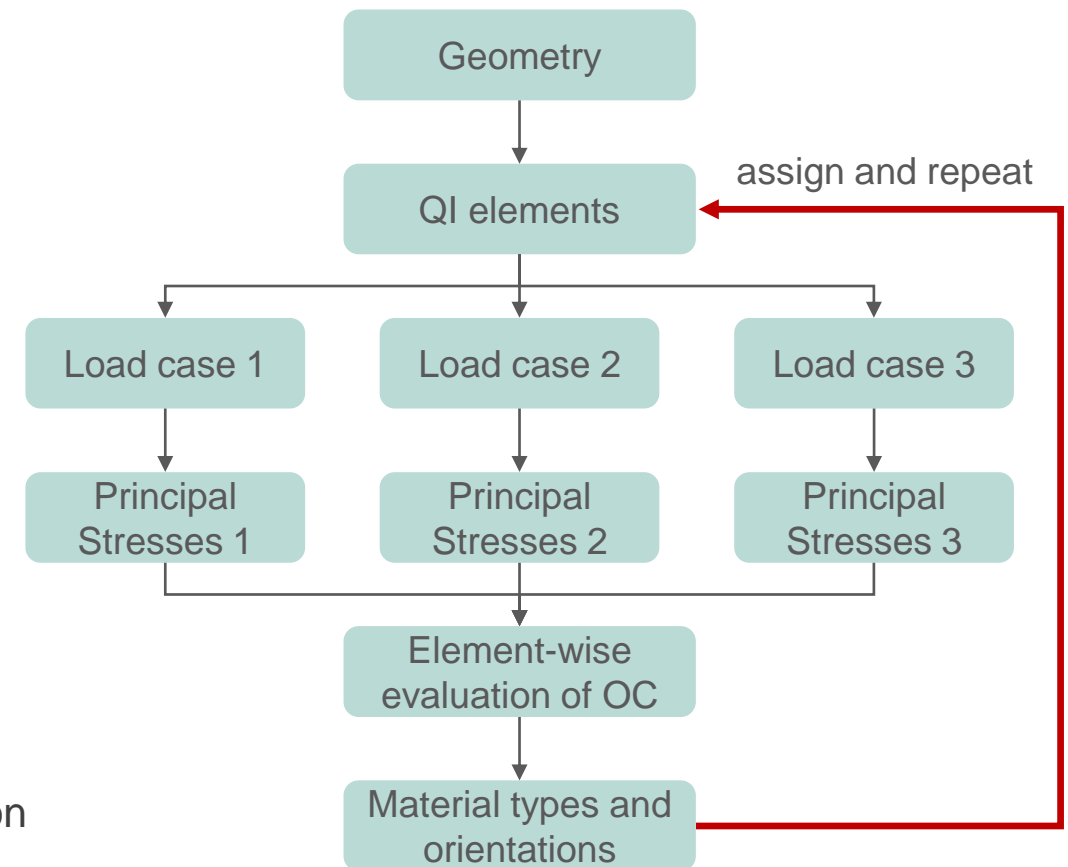 Geometry
assign and repeat
QI elements
Load case 1
Load case 2
Load case 3
Principal
Stresses 1
Principal
Stresses 2
Principal
Stresses 3
Element-wise
evaluation of OC
Material types and
orientations
on